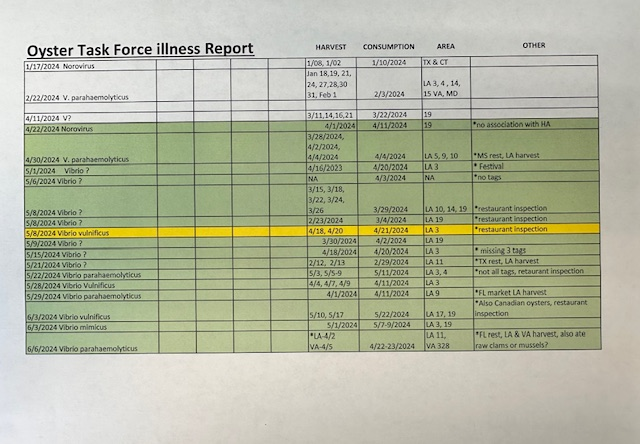 Oyster Task Force illness Report HARVEST CONSUMPTION AREA OTHER
1/17/2024 Norovirus 1/08, 1/02 1/10/2024 TX & CT
Jan 18,19, 21,
24, 27,28,30 LA 3, 4 , 14,
2/22/2024 V. parahaemolyticus 31, Feb 1 2/3/2024 15 VA, MD
4/11/2024 V? 3/11,14,16,21 3/22/2024 19
4/22/2024 Norovirus 4/1/2024 4/11/2024 19 *no association with HA
3/28/2024,
4/2/2024,
4/30/2024 V. parahaemolyticus 4/4/2024 4/4/2024 LA 5, 9, 10 *MS rest, LA harvest
5/1/2024 Vibrio ? 4/16/2023 4/20/2024 LA 3 * Festival
5/6/2024 Vibrio ? NA 4/3/2024 NA *no tags
3/15, 3/18,
3/22, 3/24,
5/8/2024 Vibrio ? 3/26 3/29/2024 LA 10, 14, 19 *restaurant inspection
5/8/2024 Vibrio ? 2/23/2024 3/4/2024 LA 19 *restaurant inspection
5/8/2024 Vibrio vulnificus 4/18, 4/20 4/21/2024 LA 3 *restaurant inspection
5/9/2024 Vibrio ? 3/30/2024 4/2/2024 LA 19
5/15/2024 Vibrio ? 4/18/2024 4/20/2024 LA 3 * missing 3 tags
5/21/2024 Vibrio ? 2/12, 2/13 2/29/2024 LA 11 *TX rest, LA harvest
5/22/2024 Vibrio parahaemolyticus 5/3, 5/5-9 5/11/2024 LA 3, 4 *not all tags, retaurant inspection
5/28/2024 Vibrio Vulnificus 4/4, 4/7, 4/9 4/11/2024 LA 3
5/29/2024 Vibrio parahaemolyticus 4/1/2024 4/11/2024 LA 9 *FL market LA harvest
*Also Canadian oysters, restaurant
6/3/2024 Vibrio vulnificus 5/10, 5/17 5/22/2024 LA 17, 19 inspection
6/3/2024 Vibrio mimicus 5/1/2024 5/7-9/2024 LA 3, 19
*LA-4/2 LA 11, *FL rest, LA & VA harvest, also ate
6/6/2024 Vibrio parahaemolyticus VA-4/5 4/22-23/2024 VA 328 raw clams or mussels?